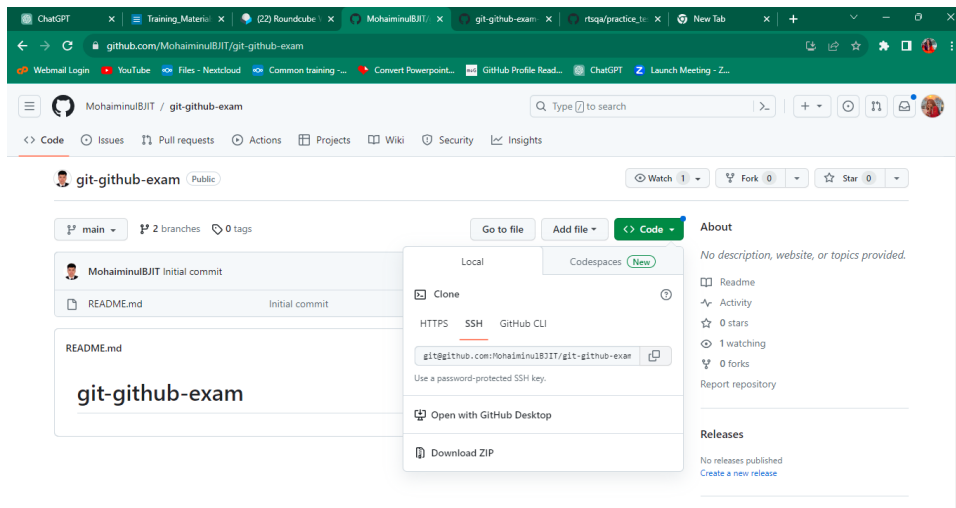 ChatGPT
Training_Material
(22) Roundcube
MohaiminulBJIT/
git-github-exam
rtsqa/practice_te
ChatGPT
New Tab
github.com/MohaiminulBJIT/git-github-exam
Webmail Login
YouTube
Files - Nextcloud
Common training -...
Convert Powerpoint...
GitHub Profile Read...
ChatGPT
Launch Meeting - Z...
MohaiminulBJIT / git-github-exam
Type / to search
Code
Issues
Pull requests
Actions
Projects
Wiki
Security
Insights
git-github-exam Public
Watch 1
Fork 0
Star 0
main
2 branches
0 tags
Go to file
Add file
<> Code
MohaiminulBJIT Initial commit
README.md
Initial commit
README.md
git-github-exam
Local
Codespaces New
Clone
HTTPS
SSH
GitHub CLI
git@github.com:MohaiminulBJIT/git-github-exam
Use a password-protected SSH key.
Open with GitHub Desktop
Download ZIP
About
No description, website, or topics provided.
Readme
Activity
0 stars
1 watching
0 forks
Report repository
Releases
No releases published
Create a new release